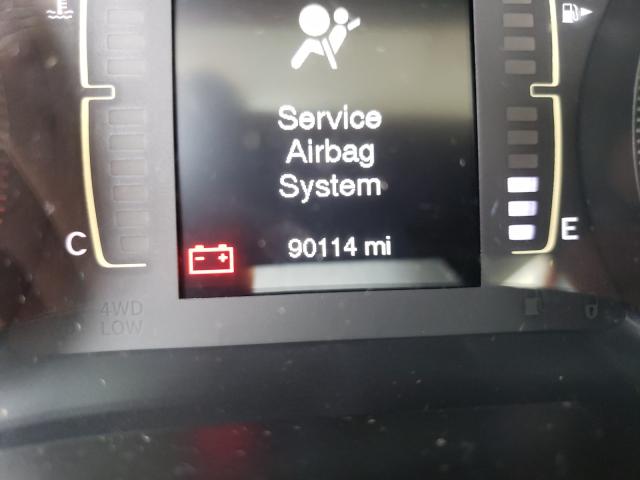 Service
Airbag
System
C
E
90114 mi
4WD
LOW